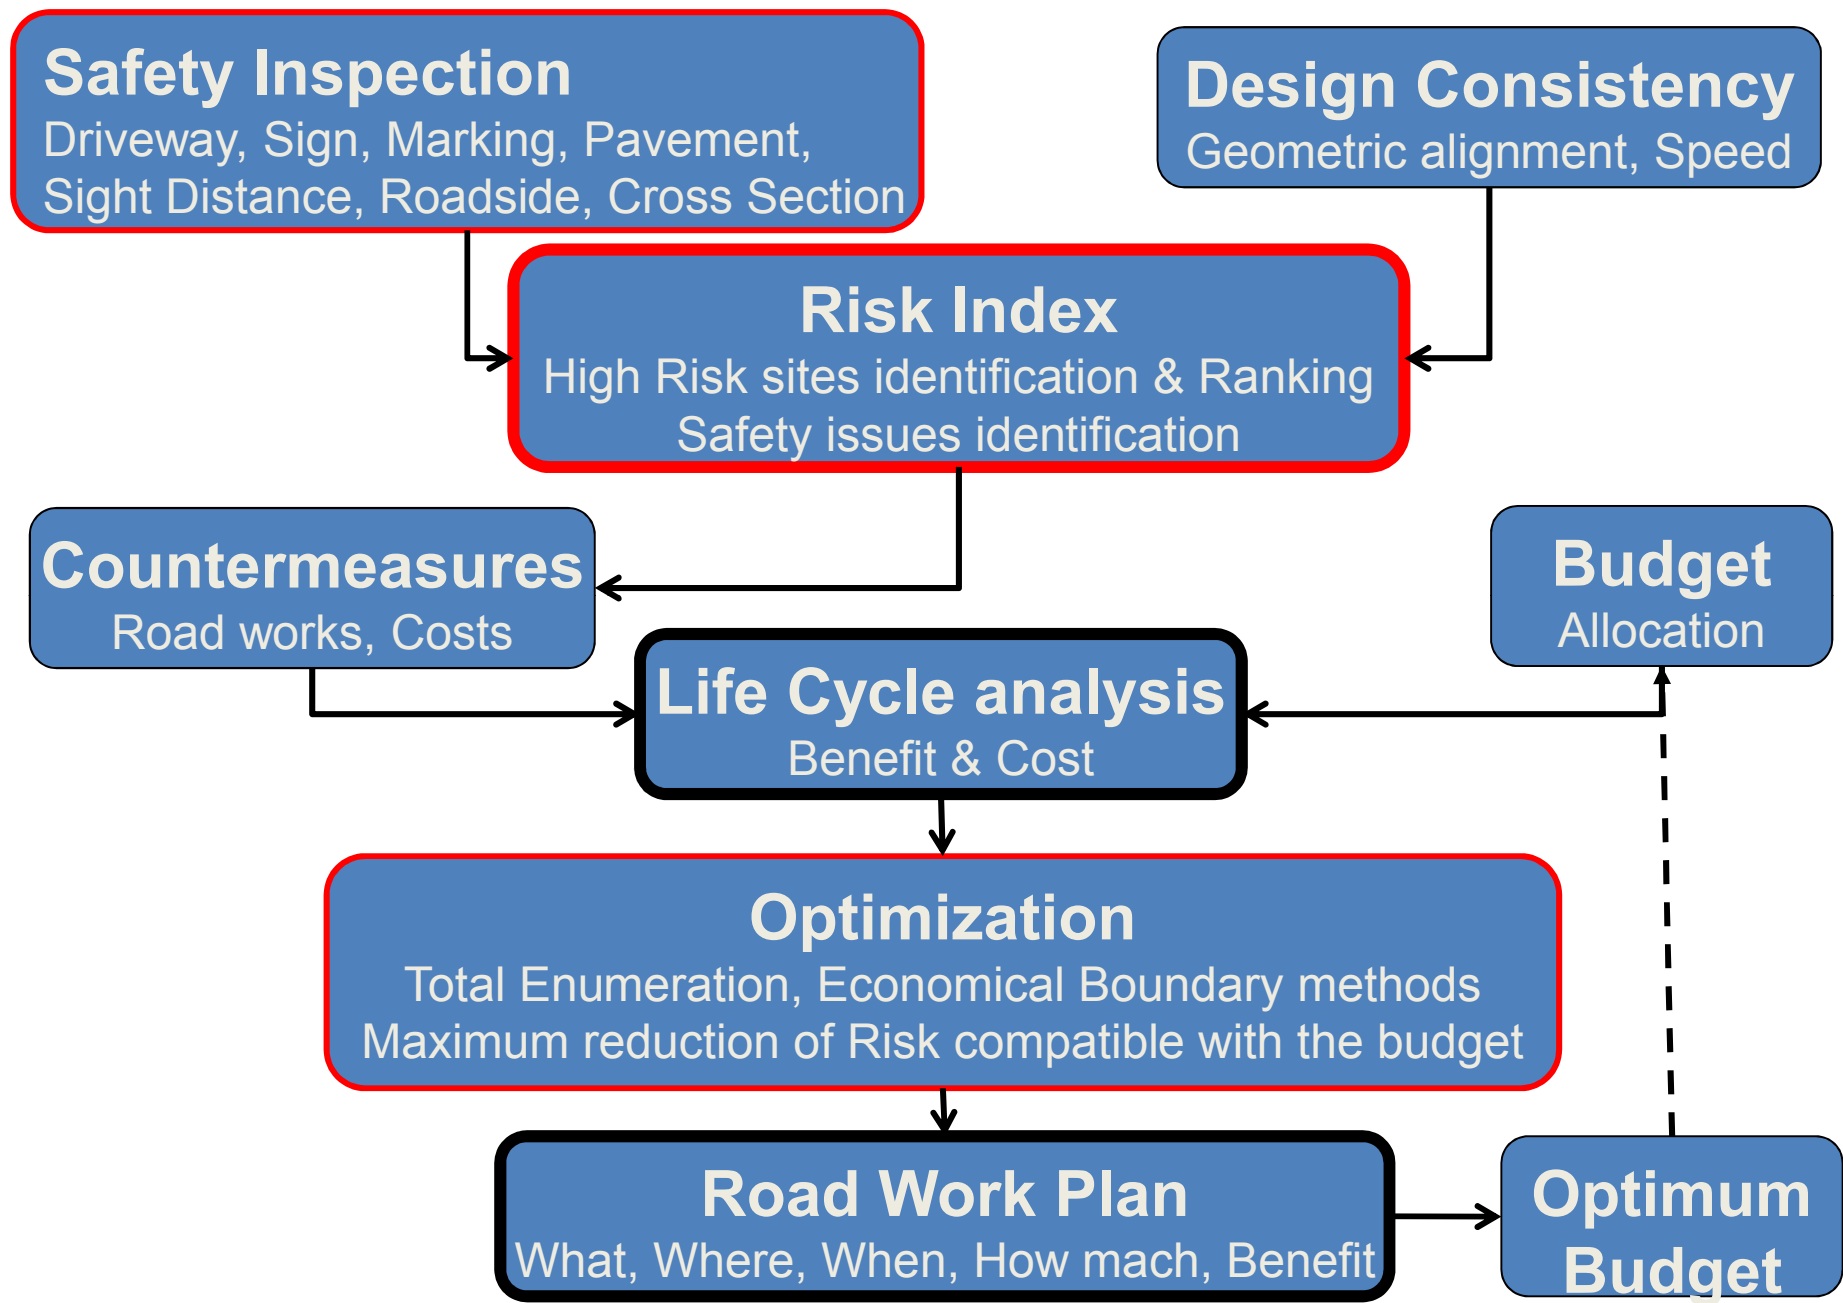 Safety Inspection
Driveway, Sign, Marking, Pavement,
Sight Distance, Roadside, Cross Section
Design Consistency
Geometric alignment, Speed
Risk Index
High Risk sites identification & Ranking
Safety issues identification
Countermeasures
Road works, Costs
Budget
Allocation
Life Cycle analysis
Benefit & Cost
Optimization
Total Enumeration, Economical Boundary methods
Maximum reduction of Risk compatible with the budget
Road Work Plan
What, Where, When, How mach, Benefit
Optimum
Budget